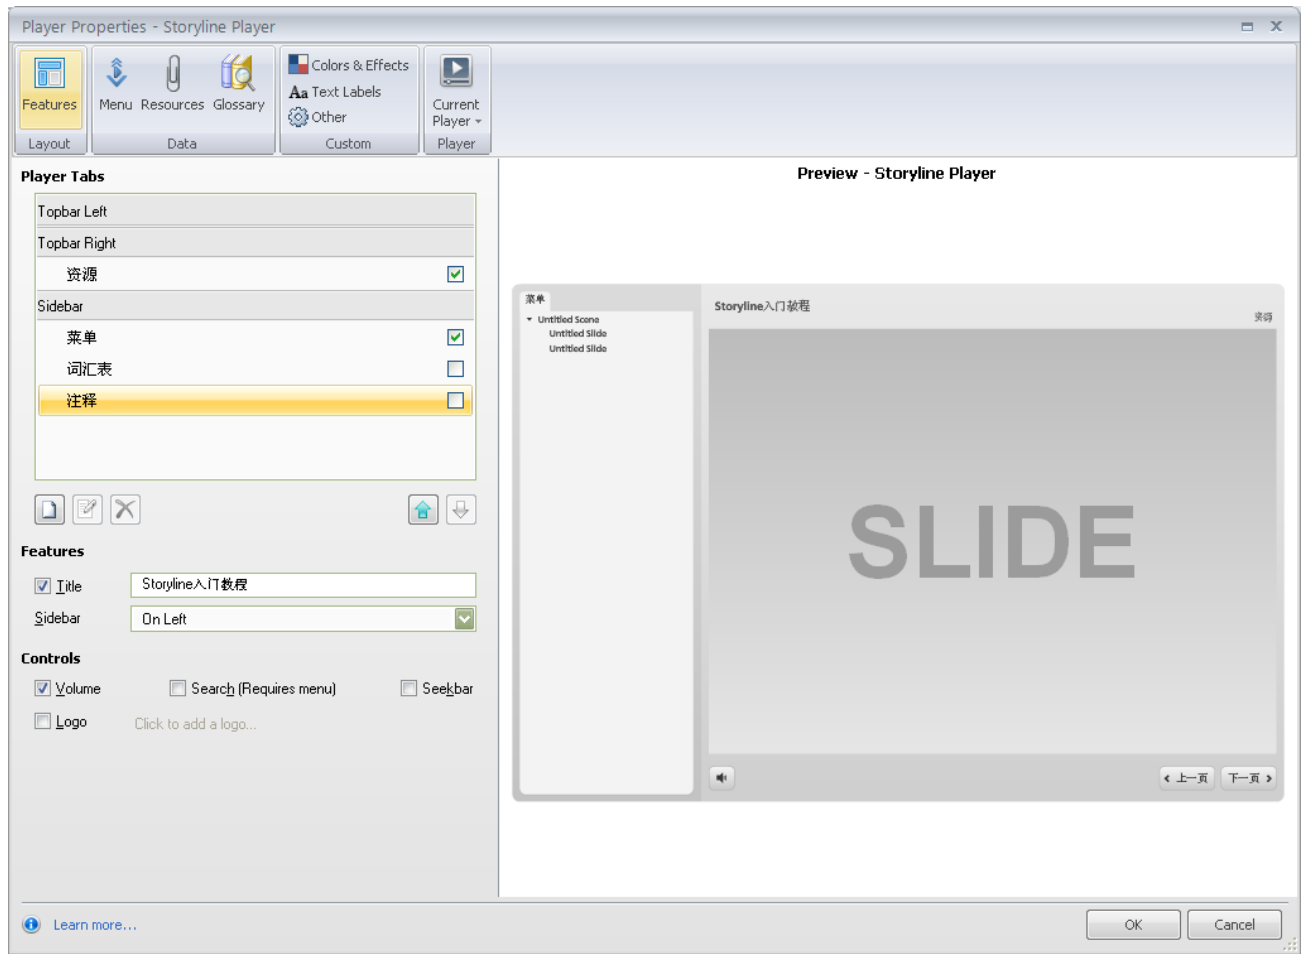 Player Properties - Storyline Player
Features
Menu
Resources
Glossary
Colors & Effects
Aa Text Labels
Other
Current
Player
Layout
Data
Custom
Player
Player Tabs
Topbar Left
Topbar Right
资源
Sidebar
菜单
词汇表
注释
Features
Title
Storyline入门教程
Sidebar
On Left
Controls
Volume
Search (Requires menu)
Seekbar
Logo
Click to add a logo...
Preview - Storyline Player
菜单
Untitled Scene
Untitled Slide
Untitled Slide
Storyline入门教程
资源
SLIDE
上一页
下一页
Learn more...
OK
Cancel